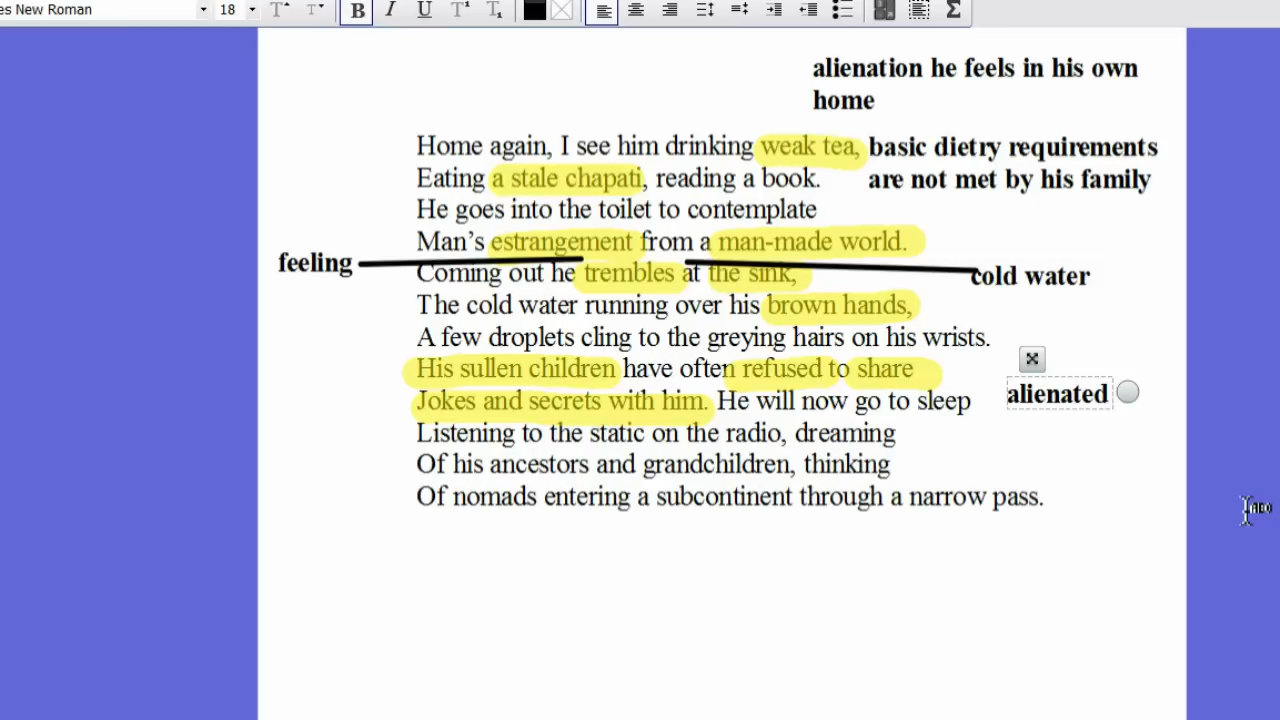 es New Roman 18 B I U T T Σ
alienation he feels in his own
home
Home again, I see him drinking weak tea, basic dietry requirements
Eating a stale chapati, reading a book. are not met by his family
He goes into the toilet to contemplate
Man's estrangement from a man-made world.
feeling
Coming out he trembles at the sink, cold water
The cold water running over his brown hands,
A few droplets cling to the greying hairs on his wrists.
His sullen children have often refused to share
Jokes and secrets with him. He will now go to sleep alienated
Listening to the static on the radio, dreaming
Of his ancestors and grandchildren, thinking
Of nomads entering a subcontinent through a narrow pass.